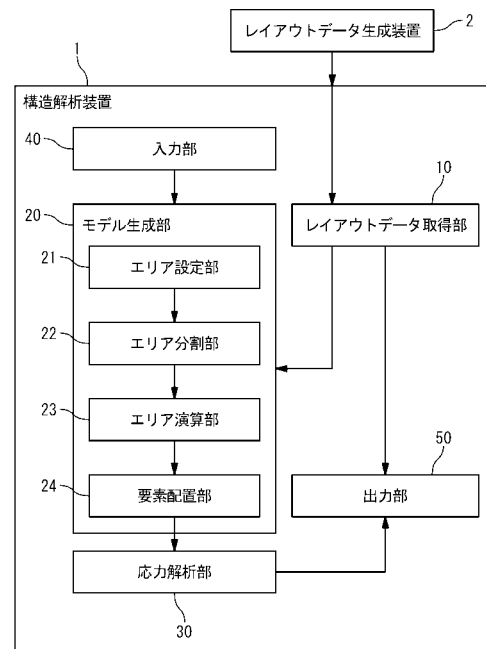 レイアウトデータ生成装置
2
1
構造解析装置
40
入力部
20
モデル生成部
10
レイアウトデータ取得部
21
エリア設定部
22
エリア分割部
23
エリア演算部
24
要素配置部
50
出力部
応力解析部
30